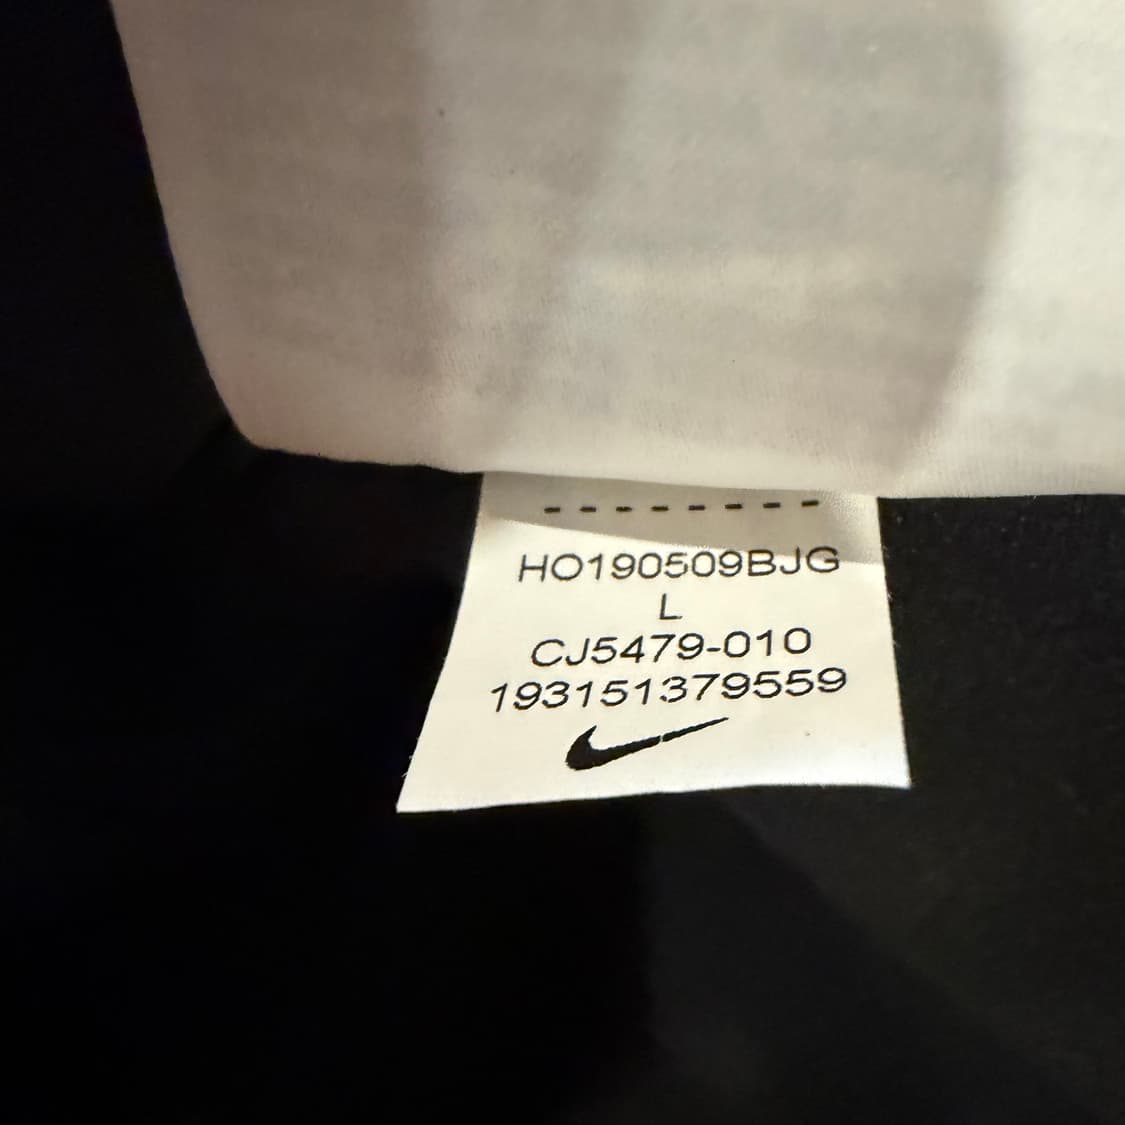 --------
HO190509BJG
L
CJ5479-010
193151379559